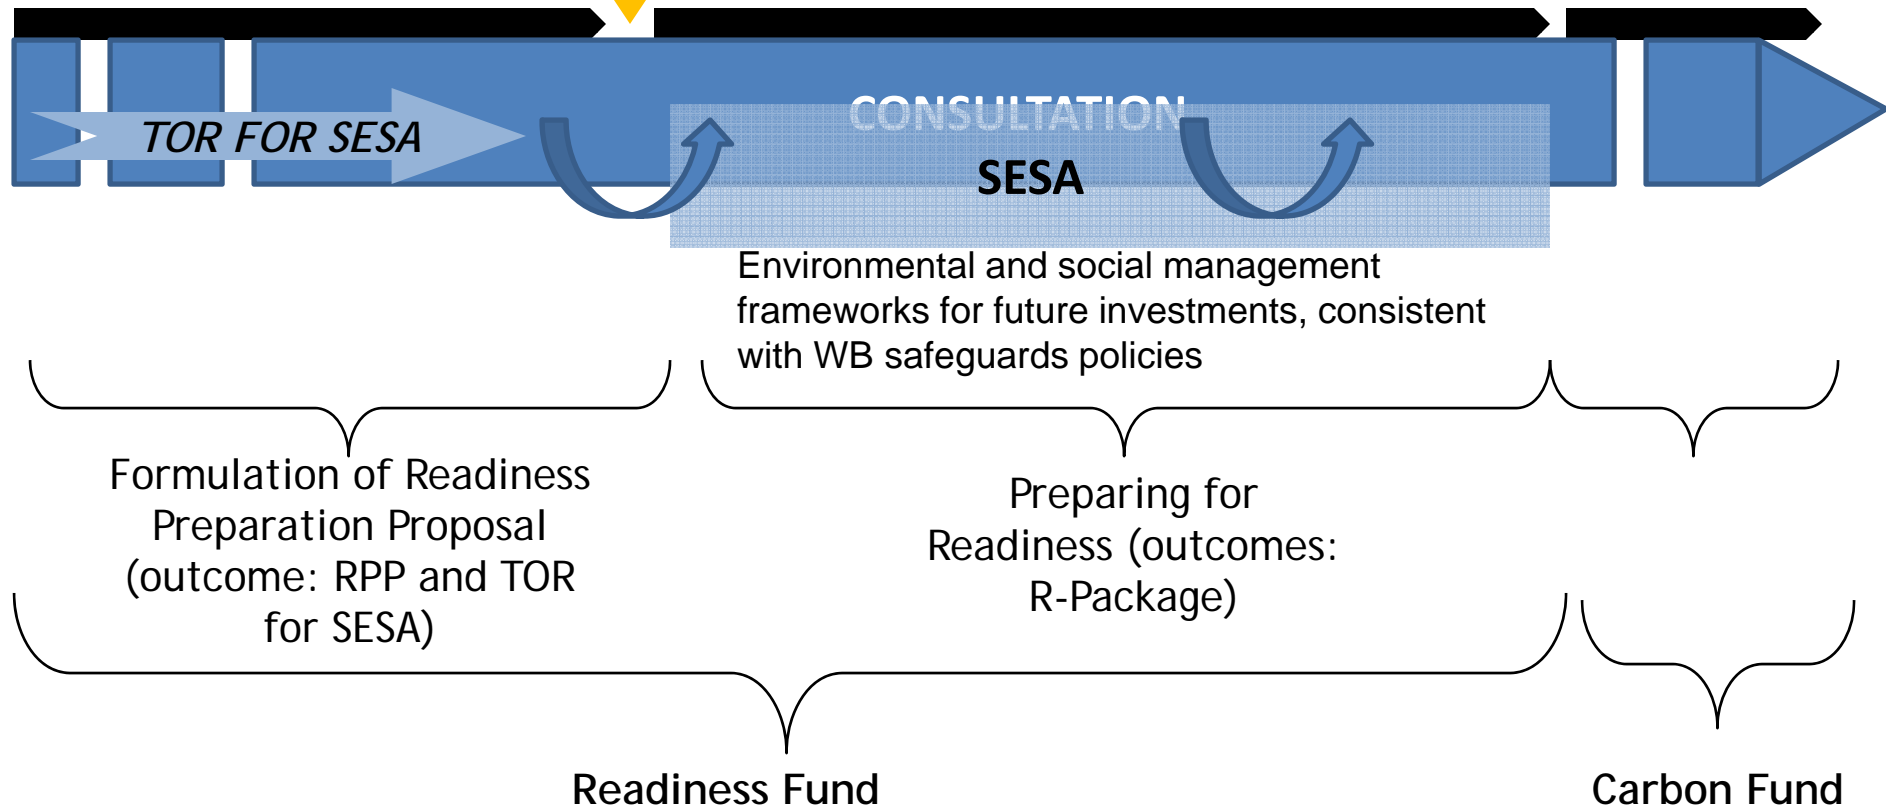 CONSULTATION
TOR FOR SESA
SESA
Environmental and social management
frameworks for future investments, consistent
with WB safeguards policies
Formulation of Readiness
Preparation Proposal
(outcome: RPP and TOR
for SESA)
Preparing for
Readiness (outcomes:
R-Package)
Readiness Fund
Carbon Fund